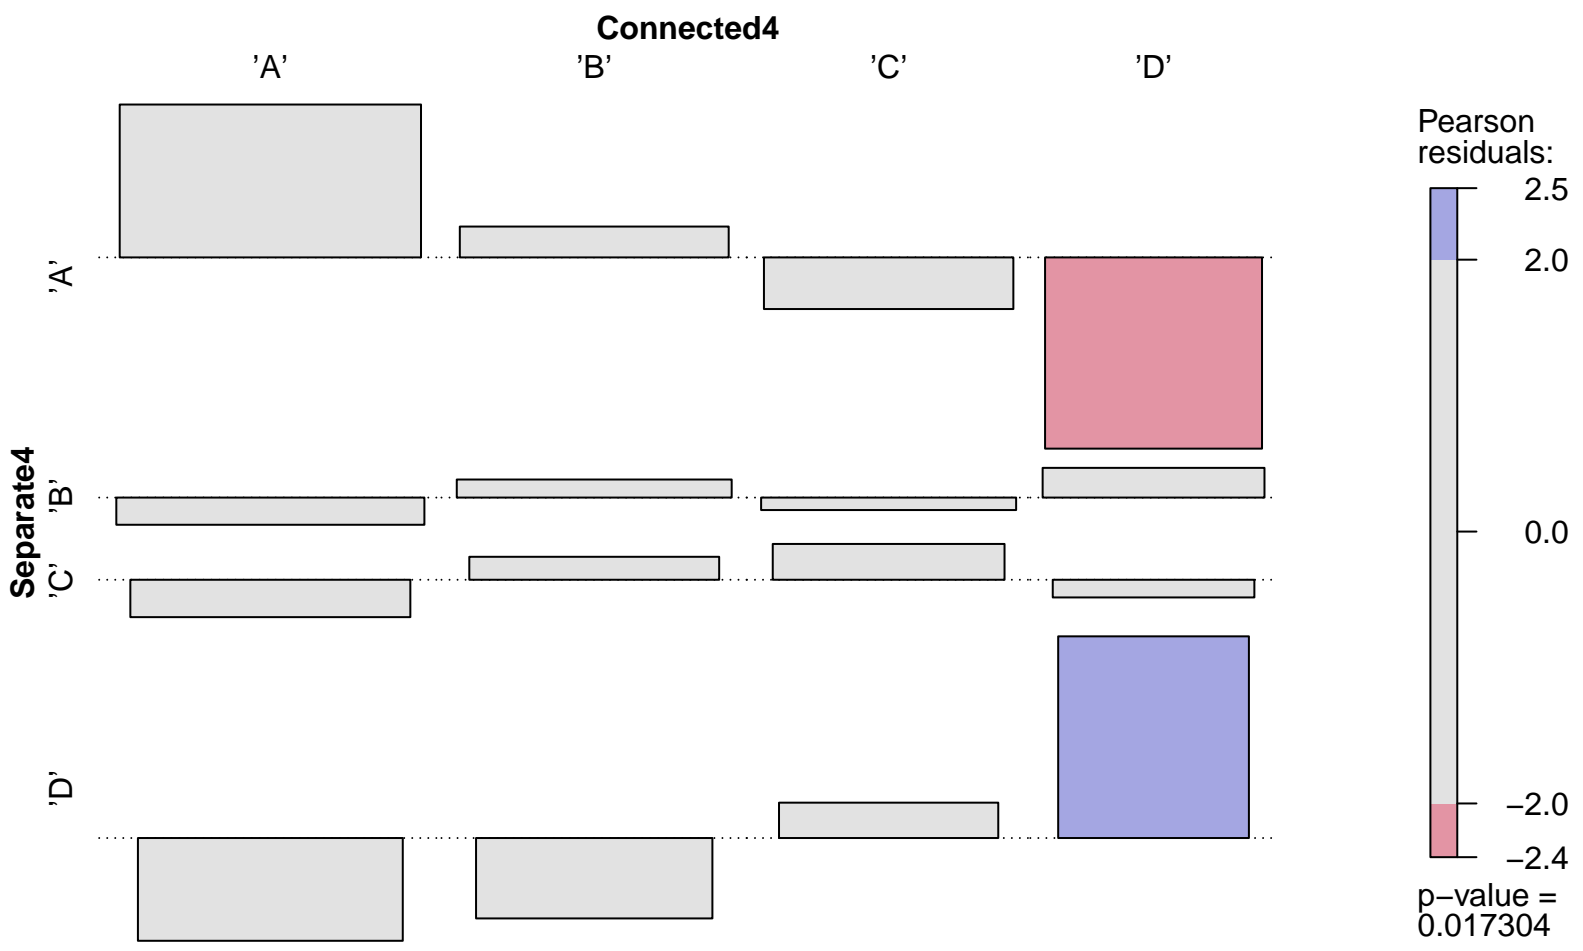 Connected4
’A’ ’B’ ’C’ ’D’
Separate4
’A’
’B’
’C’
’D’
Pearson
residuals:
2.5
2.0
0.0
−2.0
−2.4
p−value =
0.017304